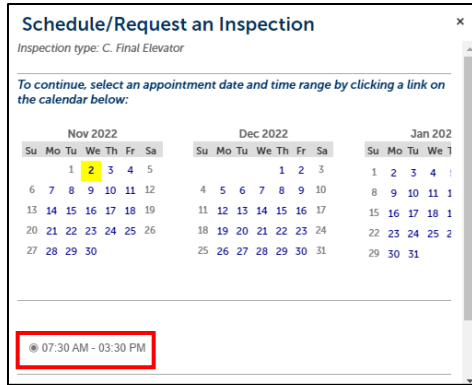 Schedule/Request an Inspection
×
Inspection type: C. Final Elevator
To continue, select an appointment date and time range by clicking a link on
the calendar below:
Nov 2022
Su Mo Tu We Th Fr Sa
1 2 3 4 5
6 7 8 9 10 11 12
13 14 15 16 17 18 19
20 21 22 23 24 25 26
27 28 29 30
Dec 2022
Su Mo Tu We Th Fr Sa
1 2 3
4 5 6 7 8 9 10
11 12 13 14 15 16 17
18 19 20 21 22 23 24
25 26 27 28 29 30 31
Jan 202
Su Mo Tu We T
1 2 3 4
8 9 10 11 1
15 16 17 18 1
22 23 24 25 2
29 30 31
07:30 AM - 03:30 PM